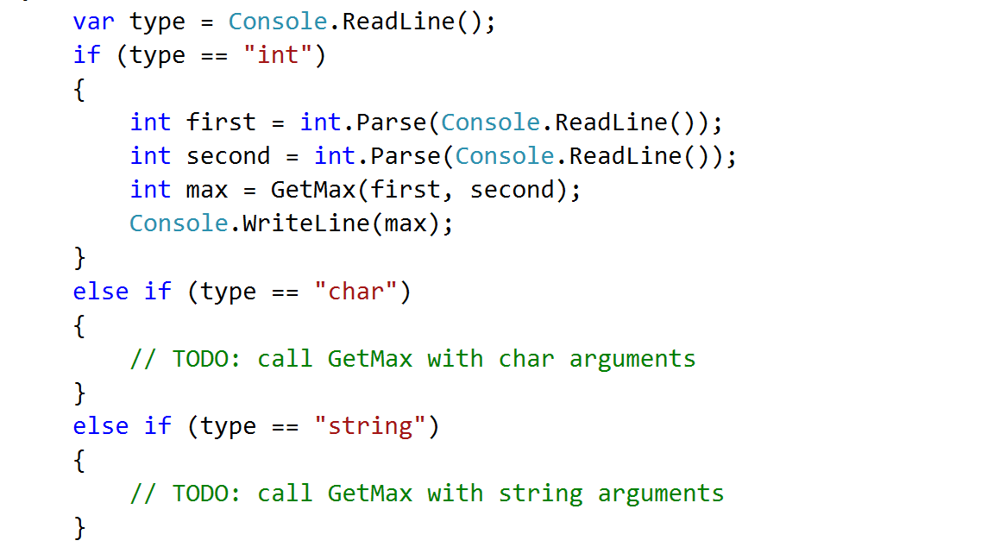 var type = Console.ReadLine();
if (type == "int")
{
    int first = int.Parse(Console.ReadLine());
    int second = int.Parse(Console.ReadLine());
    int max = GetMax(first, second);
    Console.WriteLine(max);
}
else if (type == "char")
{
    // TODO: call GetMax with char arguments
}
else if (type == "string")
{
    // TODO: call GetMax with string arguments
}